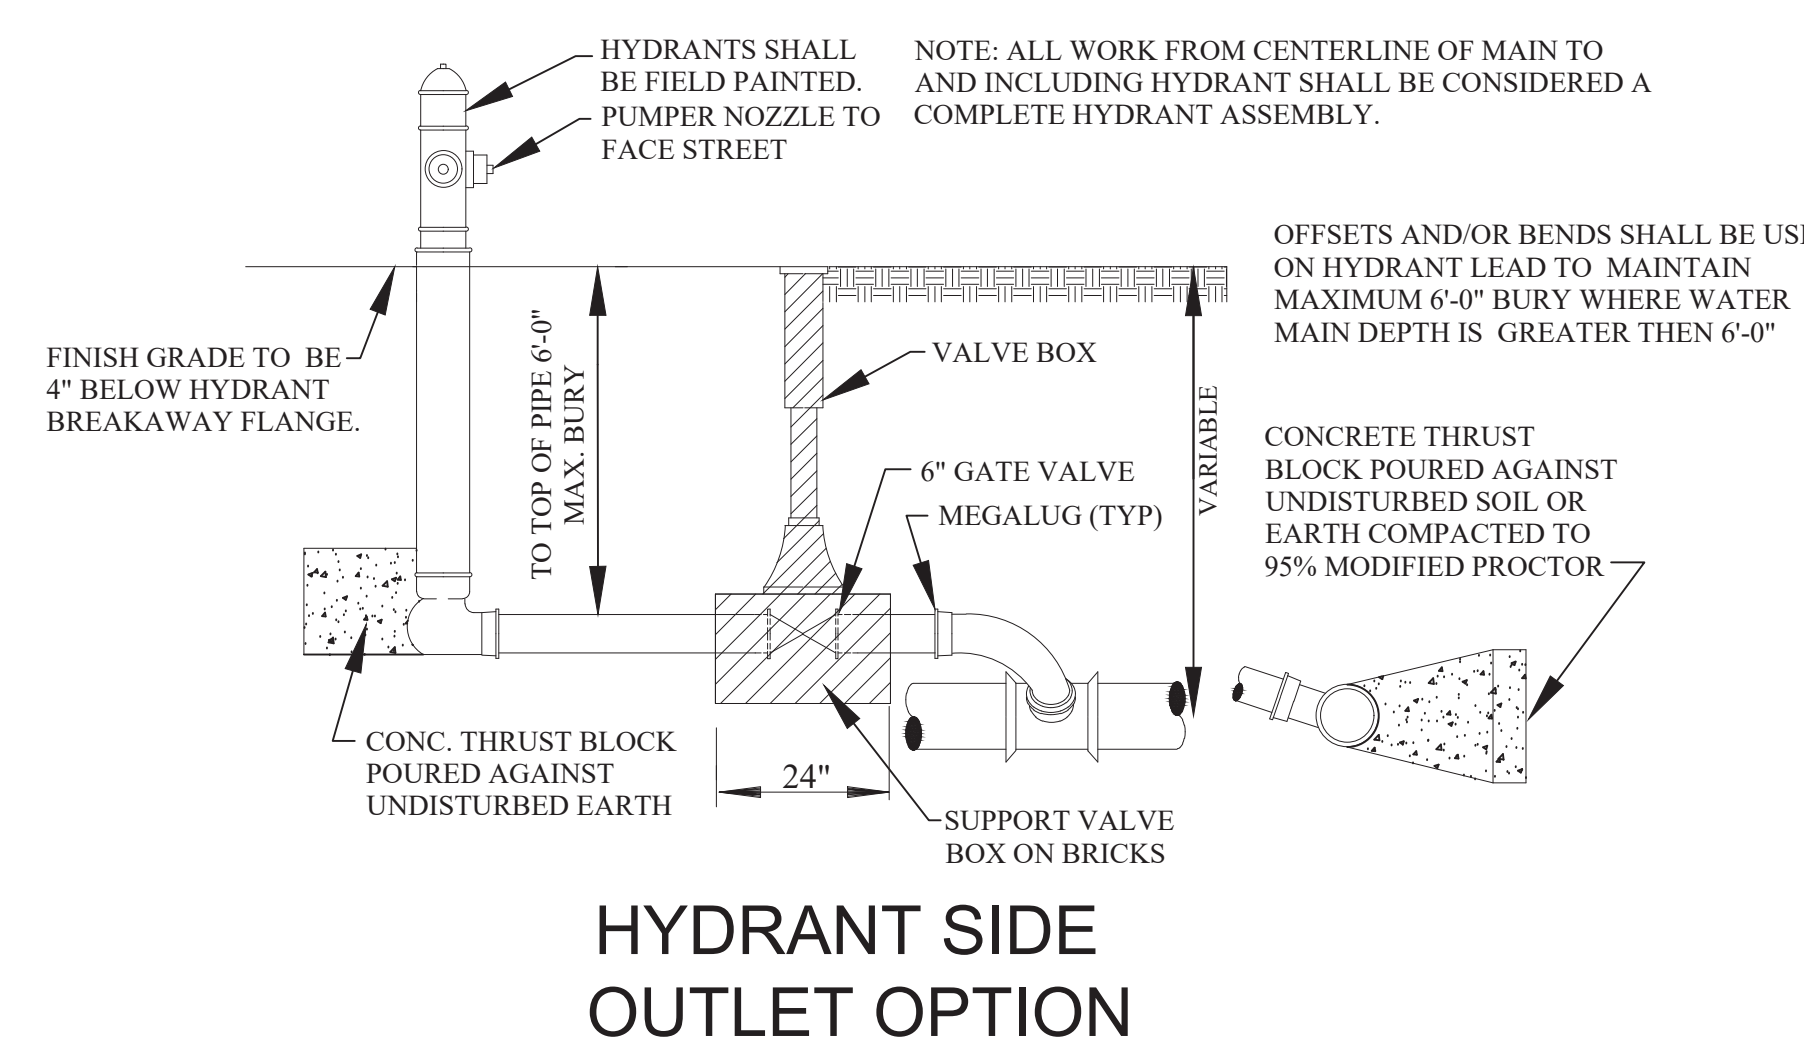 HYDRANTS SHALL
BE FIELD PAINTED.
PUMPER NOZZLE TO
FACE STREET
NOTE: ALL WORK FROM CENTERLINE OF MAIN TO
AND INCLUDING HYDRANT SHALL BE CONSIDERED A
COMPLETE HYDRANT ASSEMBLY.
OFFSETS AND/OR BENDS SHALL BE USE
ON HYDRANT LEAD TO MAINTAIN
MAXIMUM 6'-0" BURY WHERE WATER
MAIN DEPTH IS GREATER THEN 6'-0"
FINISH GRADE TO BE
4" BELOW HYDRANT
BREAKAWAY FLANGE.
TO TOP OF PIPE 6'-0"
MAX. BURY
VALVE BOX
6" GATE VALVE
MEGALUG (TYP)
VARIABLE
CONCRETE THRUST
BLOCK POURED AGAINST
UNDISTURBED SOIL OR
EARTH COMPACTED TO
95% MODIFIED PROCTOR
CONC. THRUST BLOCK
POURED AGAINST
UNDISTURBED EARTH
24"
SUPPORT VALVE
BOX ON BRICKS
HYDRANT SIDE
OUTLET OPTION